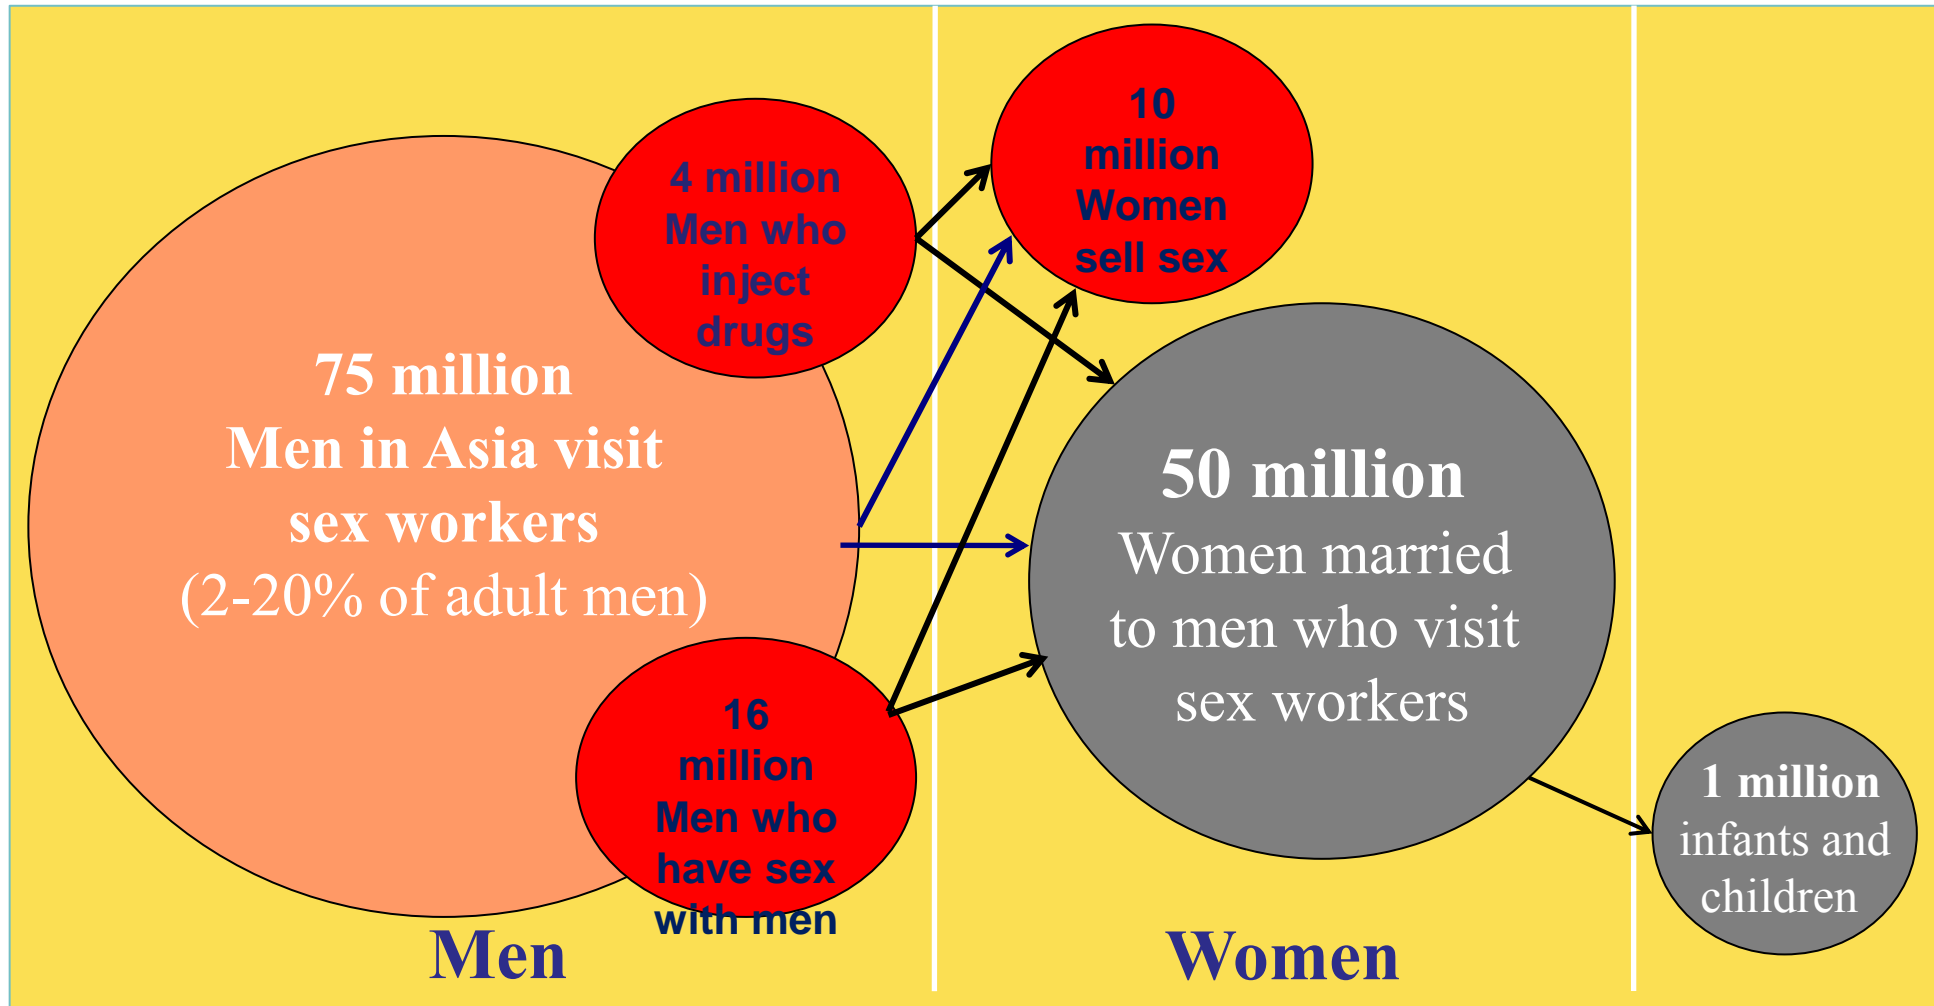 75 million
Men in Asia visit
sex workers
(2-20% of adult men)
4 million
Men who
inject
drugs
16
million
Men who
have sex
with men
Men
10
million
Women
sell sex
50 million
Women married
to men who visit
sex workers
Women
1 million
infants and
children